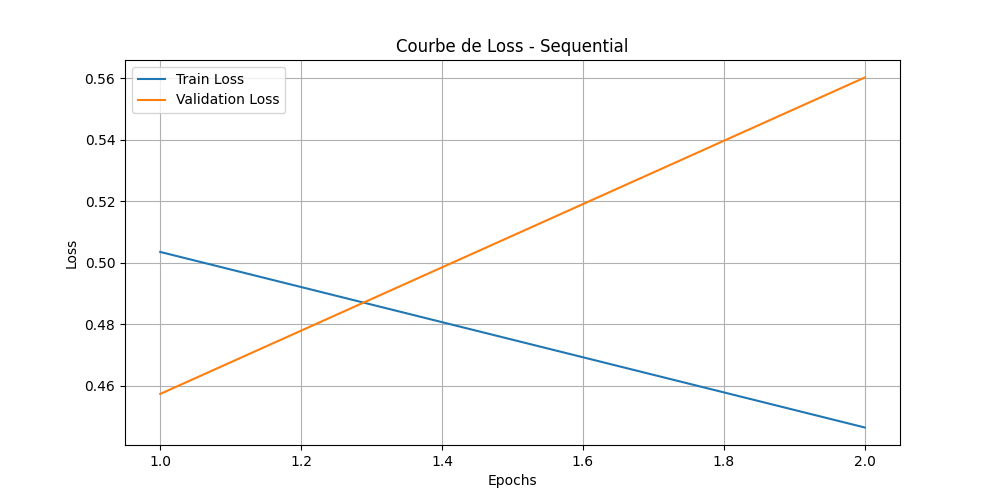 Courbe de Loss - Sequential
Train Loss
Validation Loss
0.56
0.54
0.52
0.50
0.48
0.46
Loss
1.0 1.2 1.4 1.6 1.8 2.0
Epochs